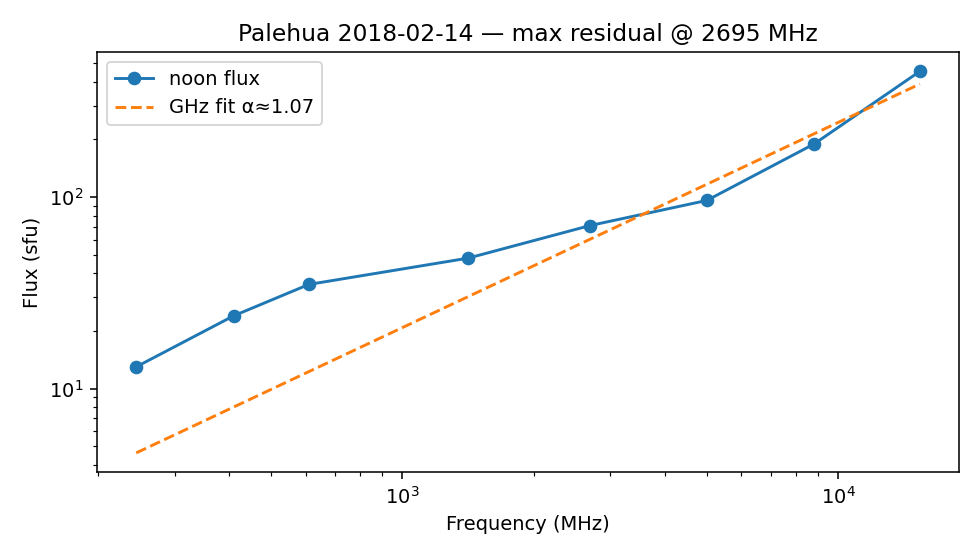 Palehua 2018-02-14 — max residual @ 2695 MHz
noon flux
GHz fit α≈1.07
Flux (sfu)
10²
10¹
10³
10⁴
Frequency (MHz)